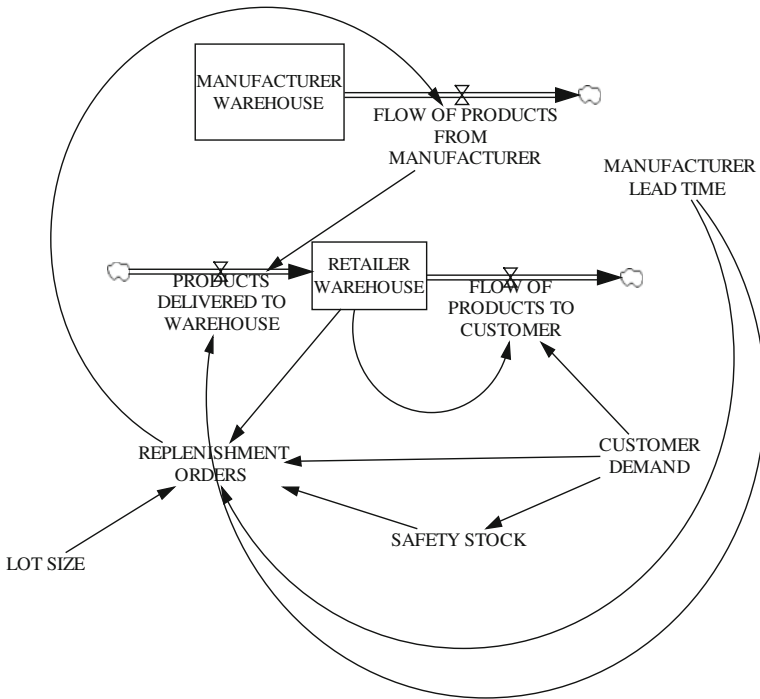 MANUFACTURER
WAREHOUSE
FLOW OF PRODUCTS
FROM
MANUFACTURER
MANUFACTURER
LEAD TIME
PRODUCTS
DELIVERED TO
WAREHOUSE
RETAILER
WAREHOUSE
FLOW OF
PRODUCTS TO
CUSTOMER
REPLENISHMENT
ORDERS
CUSTOMER
DEMAND
SAFETY STOCK
LOT SIZE